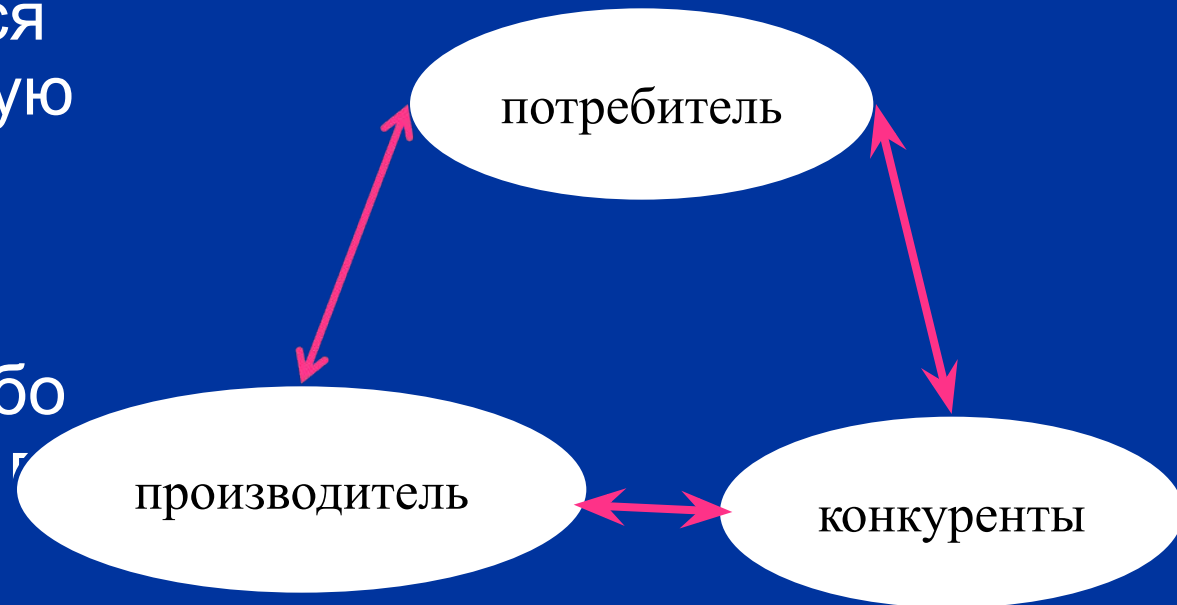 ся
ую
потребитель
бо
производитель
конкуренты